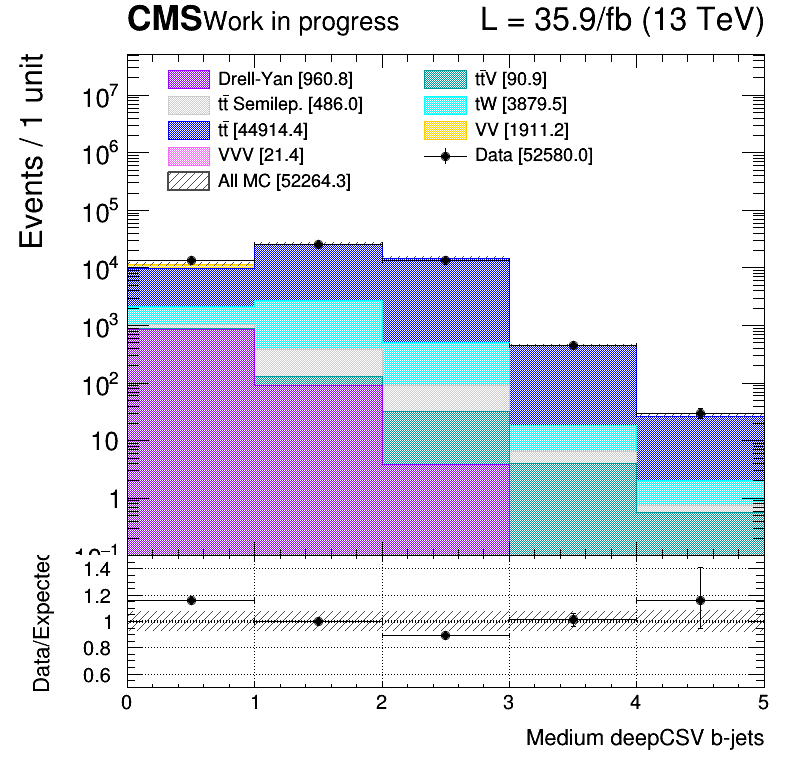 CMS Work in progress L = 35.9/fb (13 TeV)
Events / 1 unit
Drell-Yan [960.8] tt̄V [90.9]
tt̄ Semilep. [486.0] tW [3879.5]
tt̄ [44914.4] VV [1911.2]
VVV [21.4] Data [52580.0]
All MC [52264.3]
10⁷
10⁶
10⁵
10⁴
10³
10²
10
1
10⁻¹
Data/Expected
1.4
1.2
1
0.8
0.6
0 1 2 3 4 5
Medium deepCSV b-jets